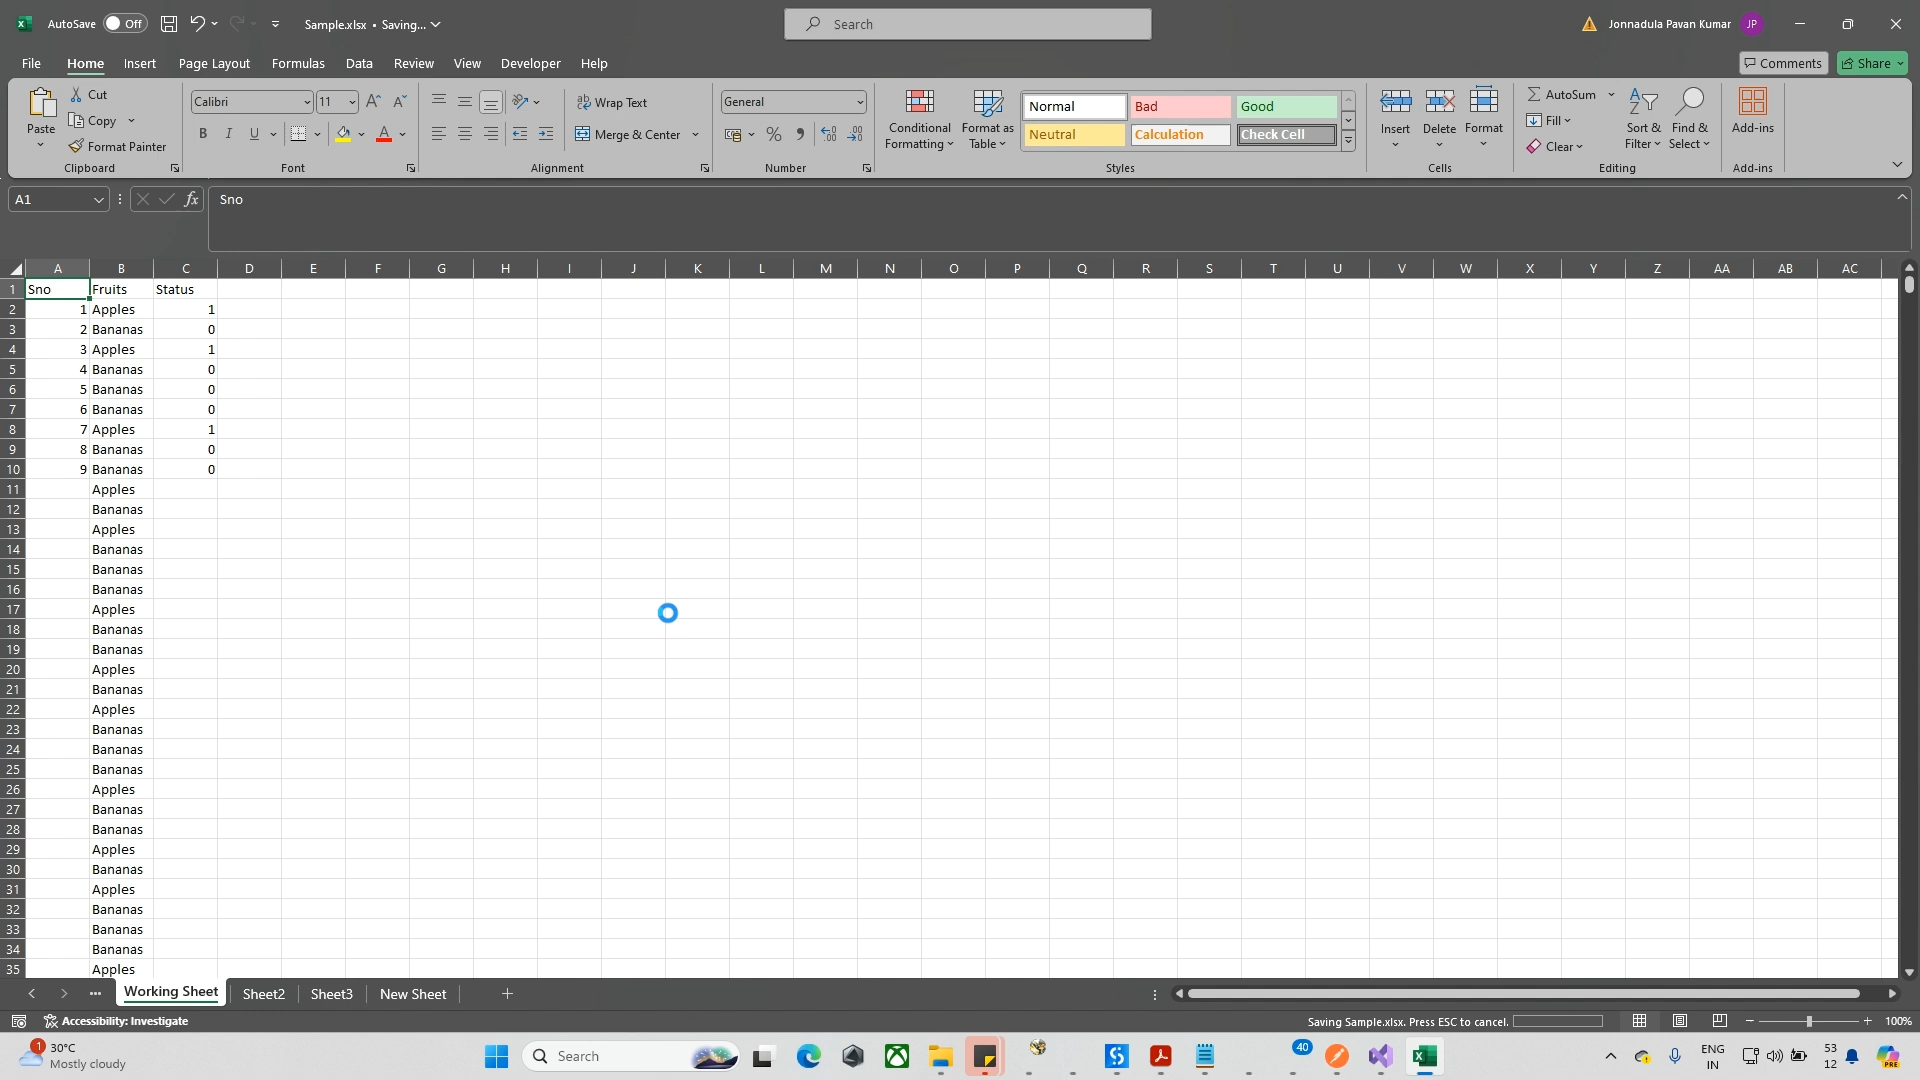 AutoSave Off Sample.xlsx • Saving... Search Jonnadula Pavan Kumar JP
File Home Insert Page Layout Formulas Data Review View Developer Help Comments Share
Paste Cut Copy Format Painter Clipboard
Calibri 11 B I U A Font
Wrap Text Merge & Center Alignment
General % Number
Conditional Formatting Format as Table
Normal Bad Good
Neutral Calculation Check Cell
Styles
Insert Delete Format Cells
AutoSum Fill Clear Sort & Filter Find & Select Editing
Add-ins Add-ins
A1 fx Sno
A B C D E F G H I J K L M N O P Q R S T U V W X Y Z AA AB AC
1 Sno Fruits Status
2 1 Apples 1
3 2 Bananas 0
4 3 Apples 1
5 4 Bananas 0
6 5 Bananas 0
7 6 Bananas 0
8 7 Apples 1
9 8 Bananas 0
10 9 Bananas 0
11 Apples
12 Bananas
13 Apples
14 Bananas
15 Bananas
16 Bananas
17 Apples
18 Bananas
19 Bananas
20 Apples
21 Bananas
22 Apples
23 Bananas
24 Bananas
25 Bananas
26 Apples
27 Bananas
28 Bananas
29 Apples
30 Bananas
31 Apples
32 Bananas
33 Bananas
34 Bananas
35 Apples
Working Sheet Sheet2 Sheet3 New Sheet
Accessibility: Investigate Saving Sample.xlsx. Press ESC to cancel. 100%
1 30°C Search 40 ENG 53
Mostly cloudy IN 12 PRE